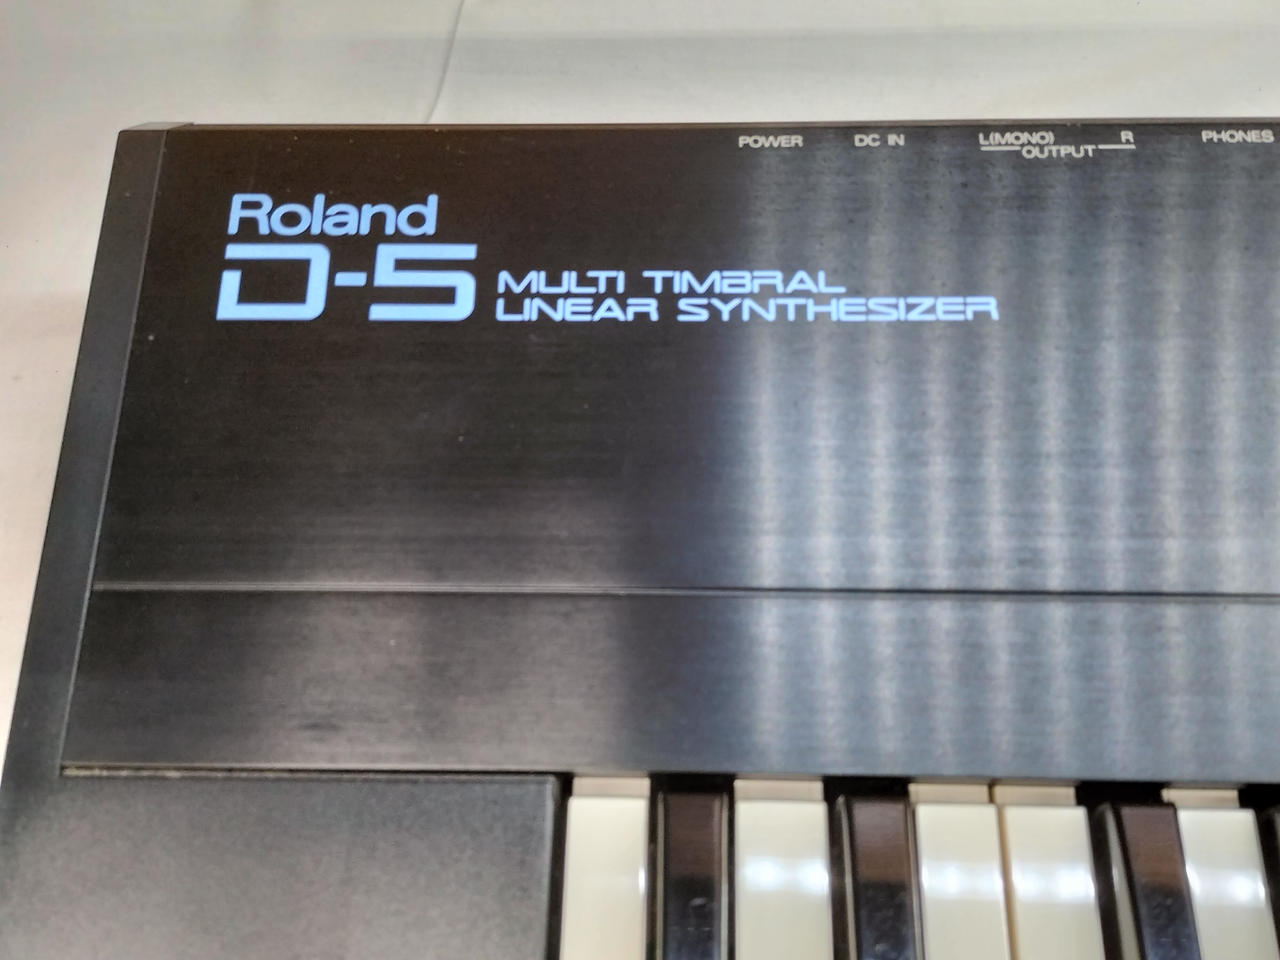 POWER DC IN L(MONO) R PHONES
OUTPUT
Roland
D-5 MULTI TIMBRAL
LINEAR SYNTHESIZER